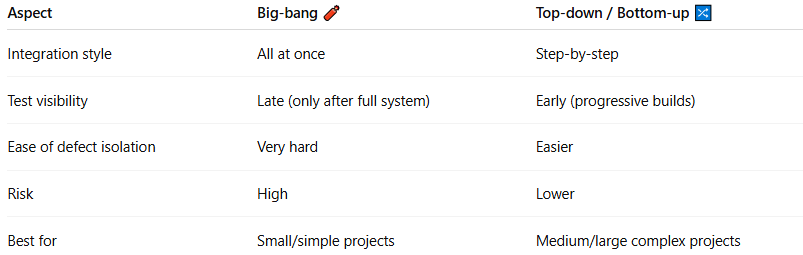 Aspect Big-bang 🧨 Top-down / Bottom-up 🔀
Integration style All at once Step-by-step
Test visibility Late (only after full system) Early (progressive builds)
Ease of defect isolation Very hard Easier
Risk High Lower
Best for Small/simple projects Medium/large complex projects